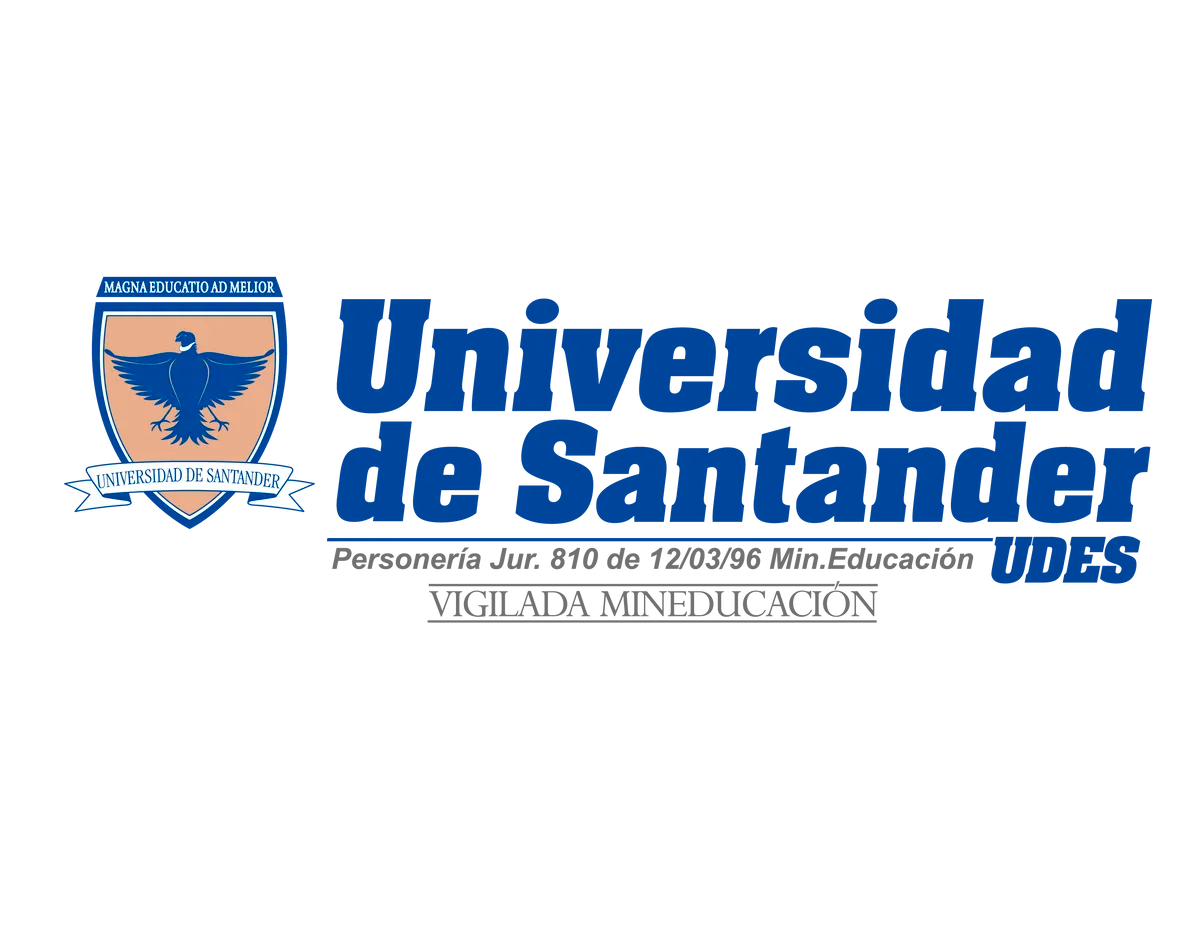 MAGNA EDUCATIO AD MELIOR
UNIVERSIDAD DE SANTANDER
Universidad
de Santander
UDES
Personería Jur. 810 de 12/03/96 Min.Educación
VIGILADA MINEDUCACIÓN